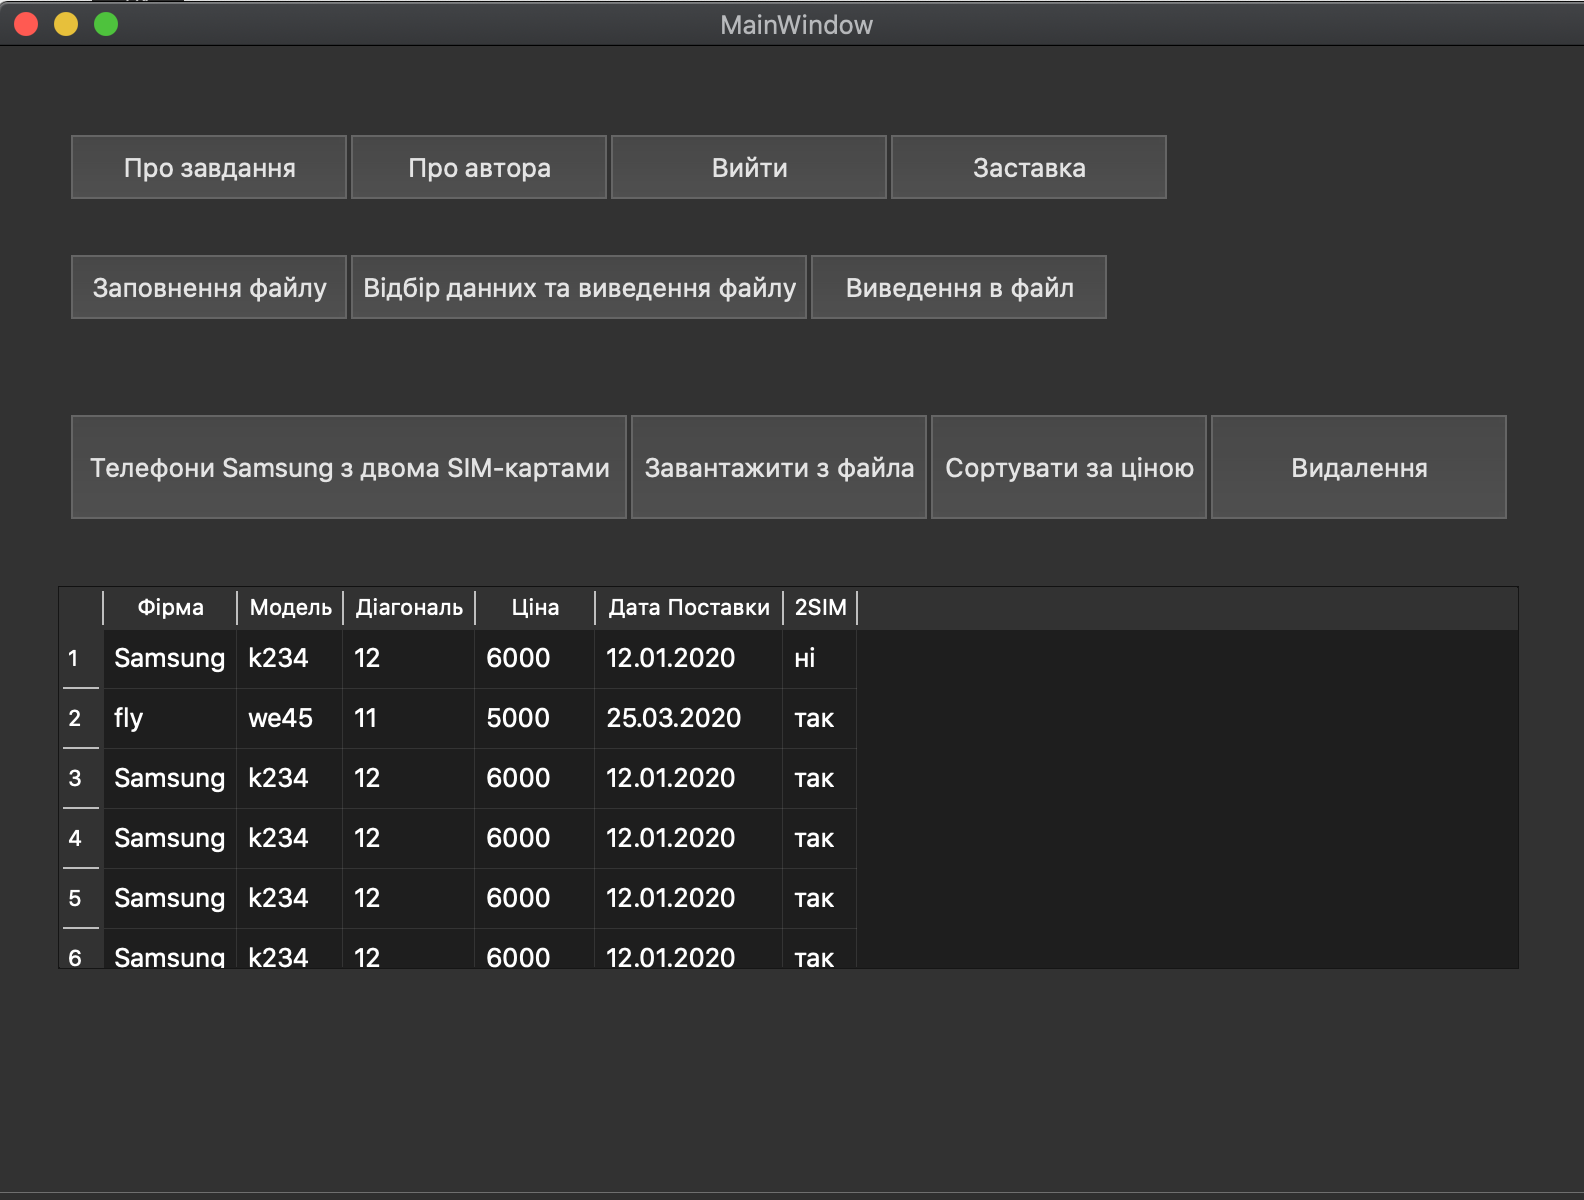 MainWindow
Про завдання Про автора Вийти Заставка
Заповнення файлу Відбір данних та виведення файлу Виведення в файл
Телефони Samsung з двома SIM-картами Завантажити з файла Сортувати за ціною Видалення
Фірма Модель Діагональ Ціна Дата Поставки 2SIM
1 Samsung k234 12 6000 12.01.2020 ні
2 fly we45 11 5000 25.03.2020 так
3 Samsung k234 12 6000 12.01.2020 так
4 Samsung k234 12 6000 12.01.2020 так
5 Samsung k234 12 6000 12.01.2020 так
6 Samsung k234 12 6000 12.01.2020 так